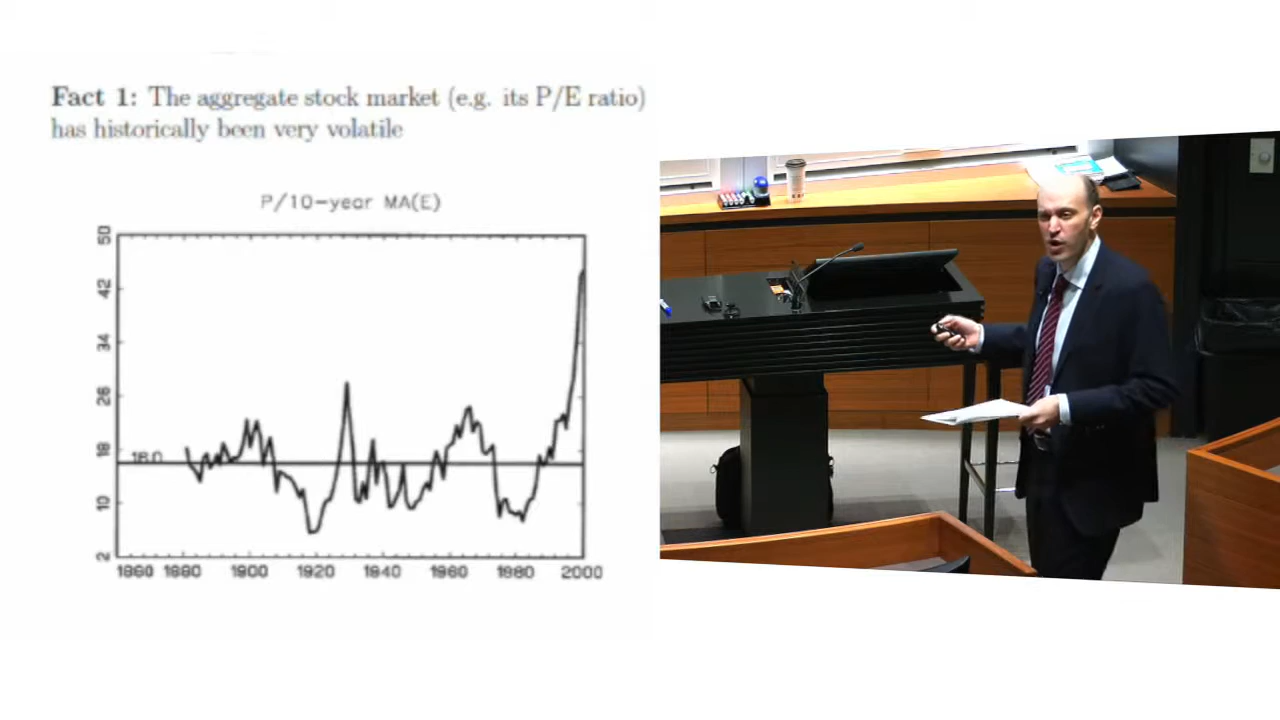 Fact 1: The aggregate stock market (e.g. its P/E ratio)
has historically been very volatile
P/10-year MA(E)
50
42
34
26
18
16.0
10
2
1860 1880 1900 1920 1940 1960 1980 2000